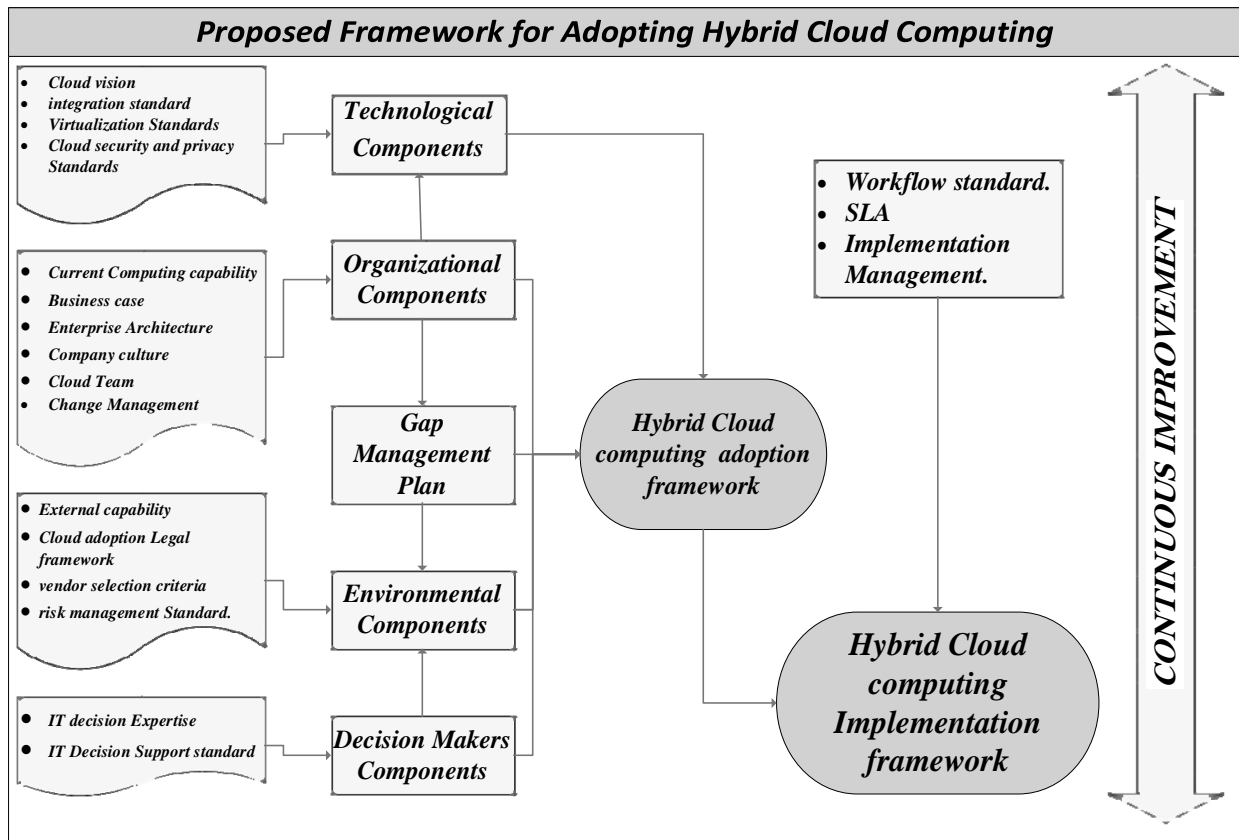 Proposed Framework for Adopting Hybrid Cloud Computing
• Cloud vision
• integration standard
• Virtualization Standards
• Cloud security and privacy
Standards
Technological
Components
• Workflow standard.
• SLA
• Implementation
Management.
• Current Computing capability
• Business case
• Enterprise Architecture
• Company culture
• Cloud Team
• Change Management
Organizational
Components
Gap
Management
Plan
Hybrid Cloud
computing adoption
framework
• External capability
• Cloud adoption Legal
framework
• vendor selection criteria
• risk management Standard.
Environmental
Components
• IT decision Expertise
• IT Decision Support standard
Decision Makers
Components
Hybrid Cloud
computing
Implementation
framework
CONTINUOUS IMPROVEMENT